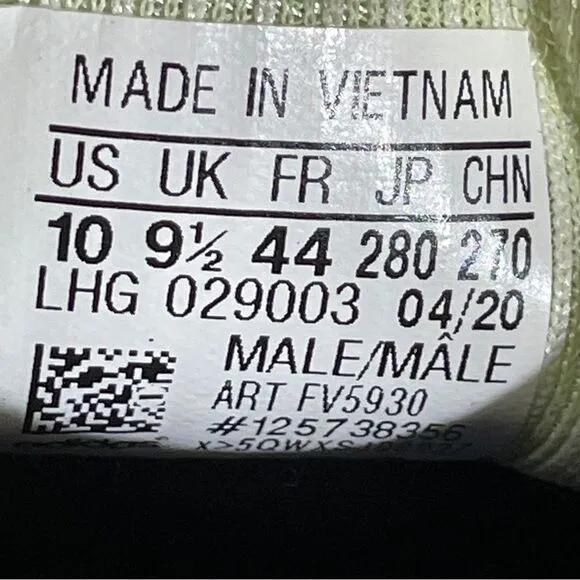 MADE IN VIETNAM
US UK FR JP CHN
10 9½ 44 280 270
LHG 029003 04/20
MALE/MÂLE
ART FV5930
#125738356